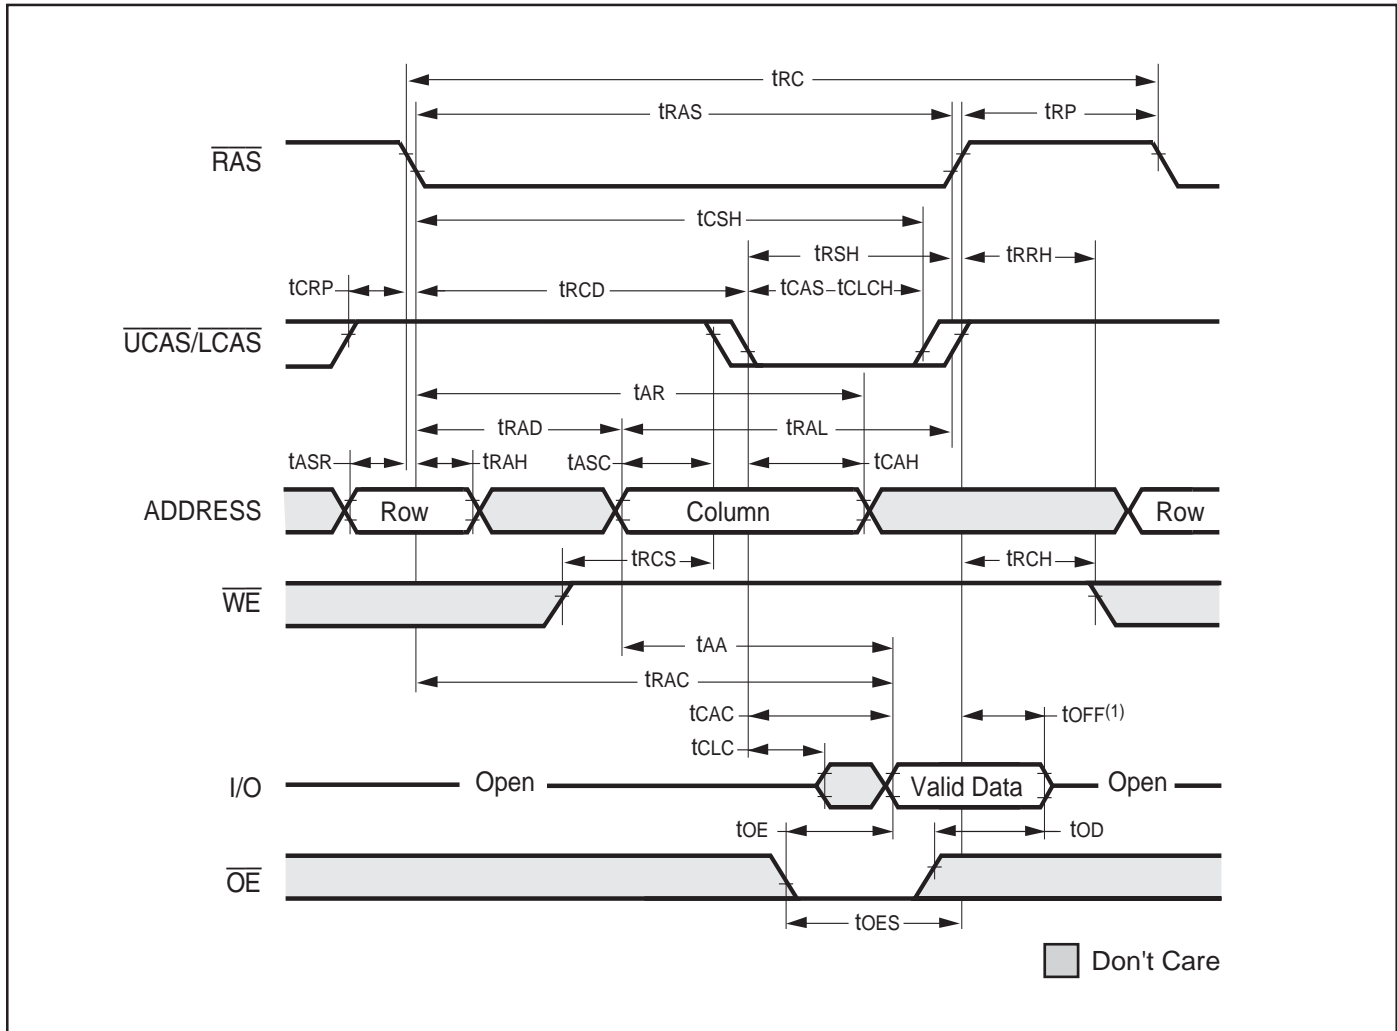 tRC
tRAS tRP
RAS
tCSH
tRSH tRRH
tCRP tRCD tCAS tCLCH
UCAS/LCAS
tAR
tRAD tRAL
tASR tRAH tASC tCAH
ADDRESS Row Column Row
tRCS tRCH
WE
tAA
tRAC
tCAC tOFF(1)
tCLC
I/O Open Valid Data Open
tOE tOD
OE
tOES
Don't Care